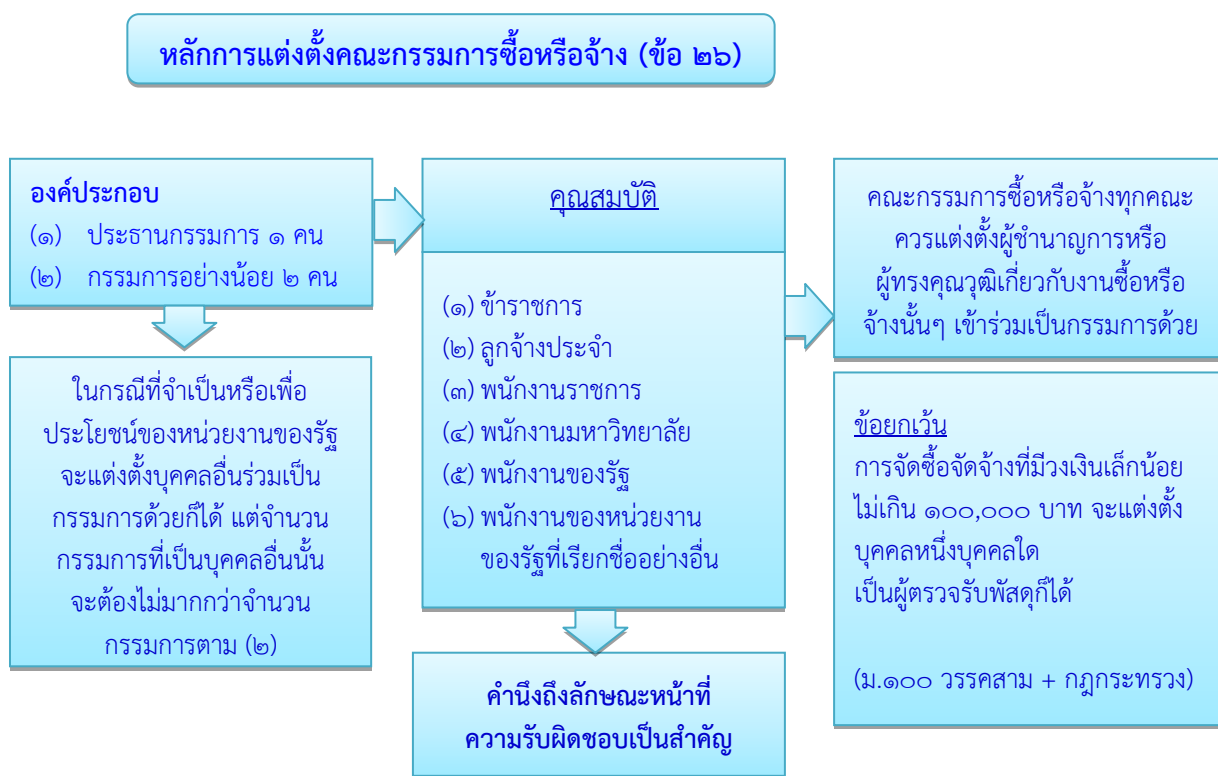 หลักการแต่งตั้งคณะกรรมการซื้อหรือจ้าง (ข้อ ๒๖)
องค์ประกอบ
(๑) ประธานกรรมการ ๑ คน
(๒) กรรมการอย่างน้อย ๒ คน
ในกรณีที่จำเป็นหรือเพื่อ
ประโยชน์ของหน่วยงานของรัฐ
จะแต่งตั้งบุคคลอื่นร่วมเป็น
กรรมการด้วยก็ได้ แต่จำนวน
กรรมการที่เป็นบุคคลอื่นนั้น
จะต้องไม่มากกว่าจำนวน
กรรมการตาม (๒)
คุณสมบัติ
(๑) ข้าราชการ
(๒) ลูกจ้างประจำ
(๓) พนักงานราชการ
(๔) พนักงานมหาวิทยาลัย
(๕) พนักงานของรัฐ
(๖) พนักงานของหน่วยงาน
ของรัฐที่เรียกชื่ออย่างอื่น
คำนึงถึงลักษณะหน้าที่
ความรับผิดชอบเป็นสำคัญ
คณะกรรมการซื้อหรือจ้างทุกคณะ
ควรแต่งตั้งผู้ชำนาญการหรือ
ผู้ทรงคุณวุฒิเกี่ยวกับงานซื้อหรือ
จ้างนั้นๆ เข้าร่วมเป็นกรรมการด้วย
ข้อยกเว้น
การจัดซื้อจัดจ้างที่มีวงเงินเล็กน้อย
ไม่เกิน ๑๐๐,๐๐๐ บาท จะแต่งตั้ง
บุคคลหนึ่งบุคคลใด
เป็นผู้ตรวจรับพัสดุก็ได้
(ม.๑๐๐ วรรคสาม + กฎกระทรวง)